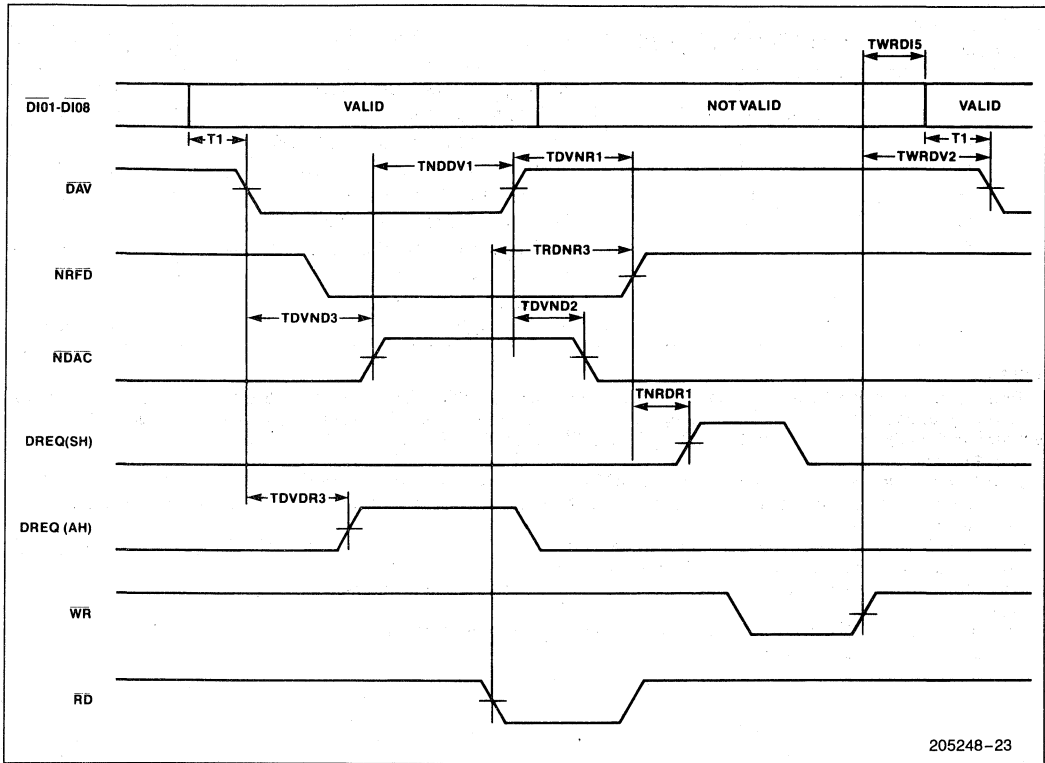 TWRDI5
DI01-DI08
VALID
NOT VALID
VALID
T1
T1
TNDDV1
TDVNR1
TWRDV2
DAV
TRDNR3
NRFD
TDVND3
TDVND2
NDAC
TNRDR1
DREQ(SH)
TDVDR3
DREQ (AH)
WR
RD
205248-23